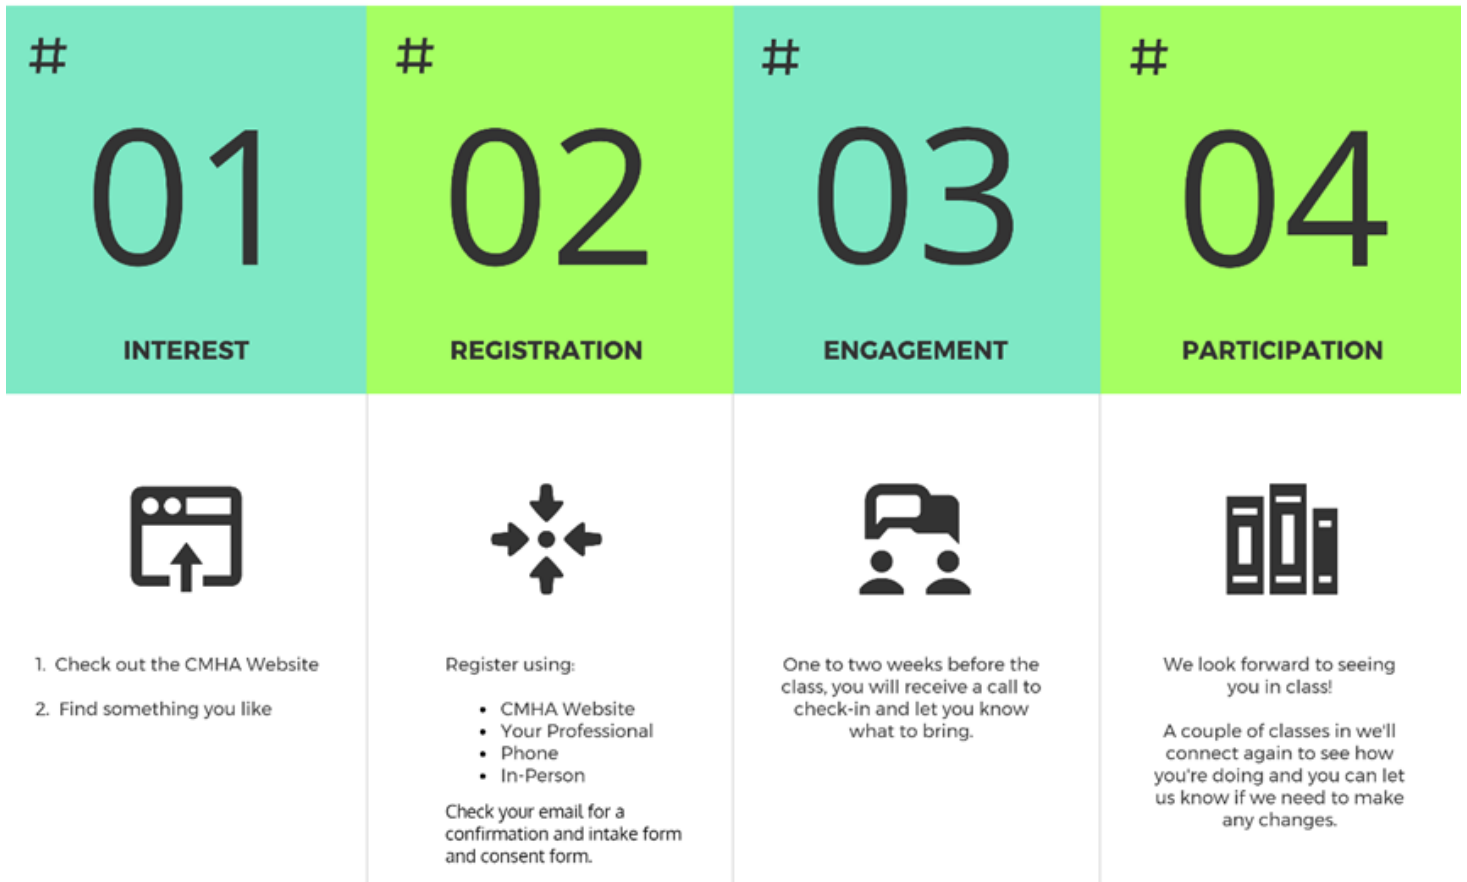 #
01
INTEREST
1. Check out the CMHA Website
2. Find something you like
#
02
REGISTRATION
Register using:
• CMHA Website
• Your Professional
• Phone
• In-Person
Check your email for a
confirmation and intake form
and consent form.
#
03
ENGAGEMENT
One to two weeks before the
class, you will receive a call to
check-in and let you know
what to bring.
#
04
PARTICIPATION
We look forward to seeing
you in class!
A couple of classes in we'll
connect again to see how
you're doing and you can let
us know if we need to make
any changes.